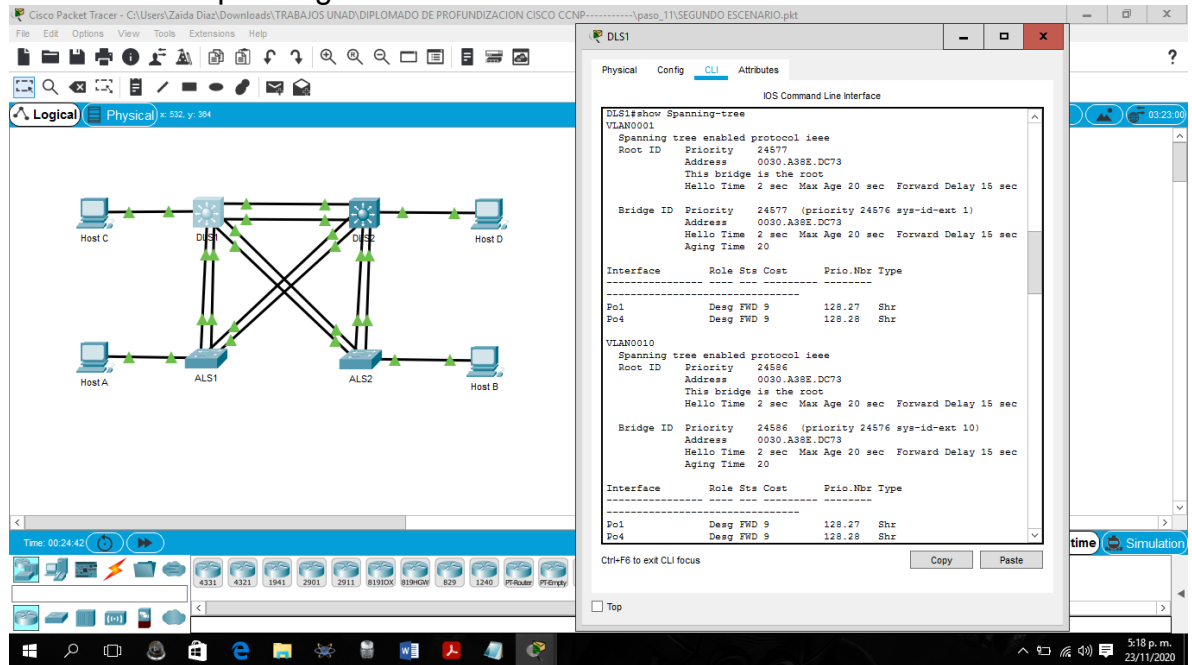 Cisco Packet Tracer - C:\Users\Zaida Diaz\Downloads\TRABAJOS UNAD\DIPLOMADO DE PROFUNDIZACION CISCO CCNP-----------\paso_11\SEGUNDO ESCENARIO.pkt
File Edit Options View Tools Extensions Help
?
Logical
Physical
x: 532, y: 384
03:23:00
Host C
DLS1
DLS2
Host D
Host A
ALS1
ALS2
Host B
DLS1
Physical Config CLI Attributes
IOS Command Line Interface
DLS1#show Spanning-tree
VLAN0001
Spanning tree enabled protocol ieee
Root ID Priority 24577
Address 0030.A38E.DC73
This bridge is the root
Hello Time 2 sec Max Age 20 sec Forward Delay 15 sec
Bridge ID Priority 24577 (priority 24576 sys-id-ext 1)
Address 0030.A38E.DC73
Hello Time 2 sec Max Age 20 sec Forward Delay 15 sec
Aging Time 20
Interface Role Sts Cost Prio.Nbr Type
---------------- ---- --- --------- -------- --------------------------------
Po1 Desg FWD 9 128.27 Shr
Po4 Desg FWD 9 128.28 Shr
VLAN0010
Spanning tree enabled protocol ieee
Root ID Priority 24586
Address 0030.A38E.DC73
This bridge is the root
Hello Time 2 sec Max Age 20 sec Forward Delay 15 sec
Bridge ID Priority 24586 (priority 24576 sys-id-ext 10)
Address 0030.A38E.DC73
Hello Time 2 sec Max Age 20 sec Forward Delay 15 sec
Aging Time 20
Interface Role Sts Cost Prio.Nbr Type
---------------- ---- --- --------- -------- --------------------------------
Po1 Desg FWD 9 128.27 Shr
Po4 Desg FWD 9 128.28 Shr
Ctrl+F6 to exit CLI focus
Copy
Paste
Top
Time: 00:24:42
time
Simulation
4331 4321 1941 2901 2911 819IOX 819HGW 829 1240 PT-Router PT-Empty
5:18 p. m.
23/11/2020